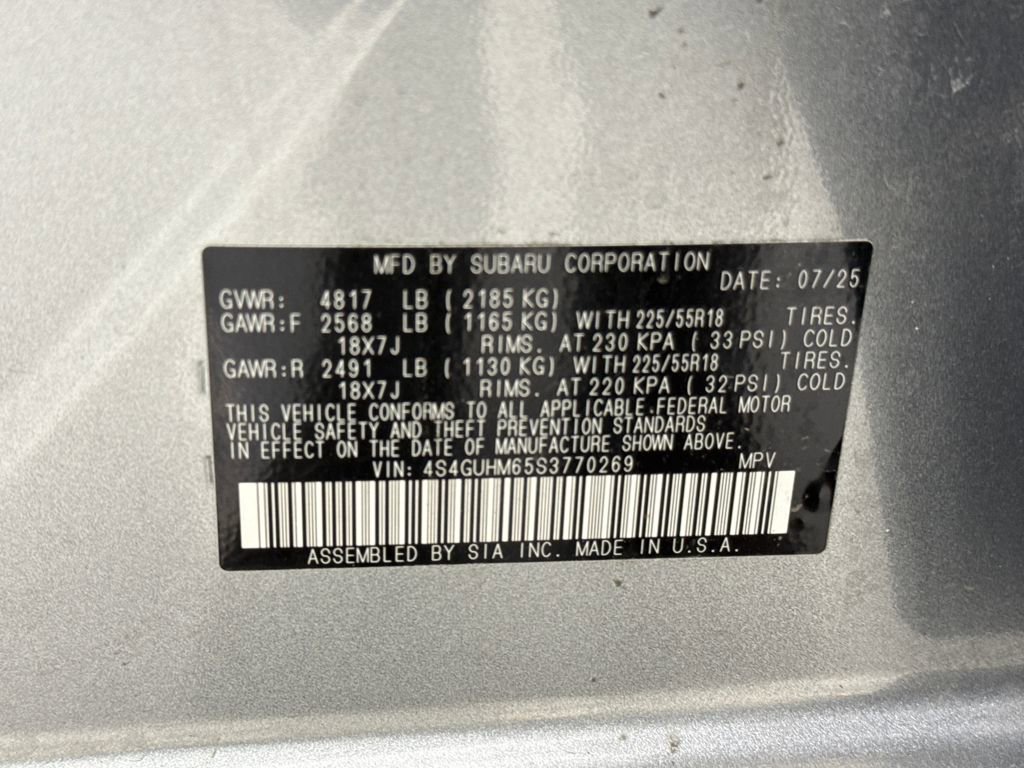 MFD BY SUBARU CORPORATION DATE: 07/25
GVWR: 4817 LB ( 2185 KG)
GAWR:F 2568 LB ( 1165 KG) WITH 225/55R18 TIRES.
18X7J RIMS. AT 230 KPA ( 33 PSI) COLD
GAWR:R 2491 LB ( 1130 KG) WITH 225/55R18 TIRES.
18X7J RIMS. AT 220 KPA ( 32 PSI) COLD
THIS VEHICLE CONFORMS TO ALL APPLICABLE FEDERAL MOTOR
VEHICLE SAFETY AND THEFT PREVENTION STANDARDS
IN EFFECT ON THE DATE OF MANUFACTURE SHOWN ABOVE.
VIN: 4S4GUHM65S3770269 MPV
ASSEMBLED BY SIA INC. MADE IN U.S.A.